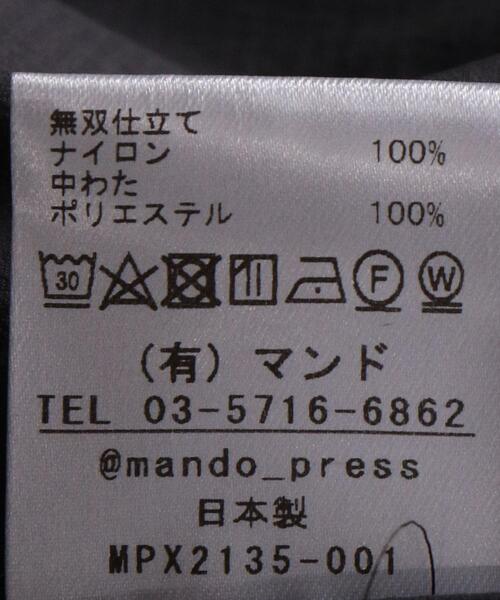 無双仕立て
ナイロン 100%
中わた
ポリエステル 100%
30 F W
(有) マンド
TEL 03-5716-6862
@mando_press
日本製
MPX2135-001